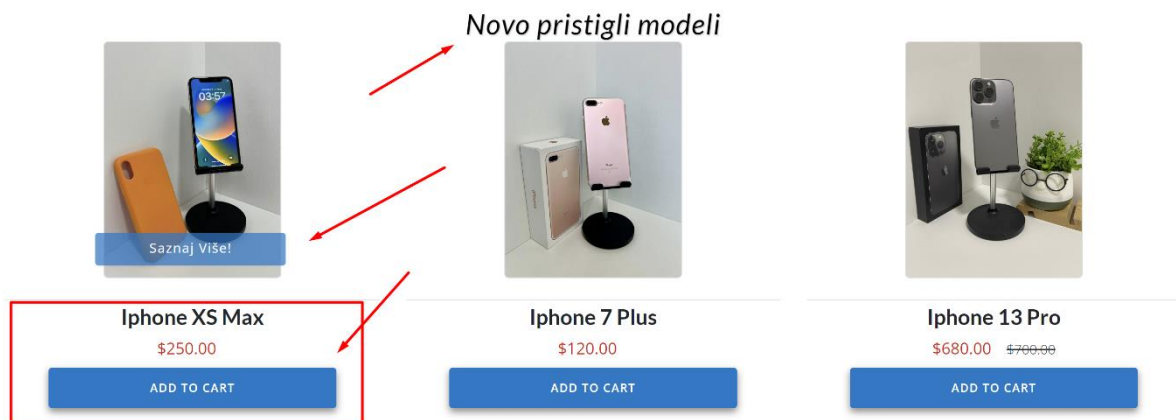 Novo pristigli modeli
03:57
Saznaj Više!
Iphone XS Max
$250.00
ADD TO CART
Iphone 7 Plus
$120.00
ADD TO CART
Iphone 13 Pro
$680.00 $700.00
ADD TO CART